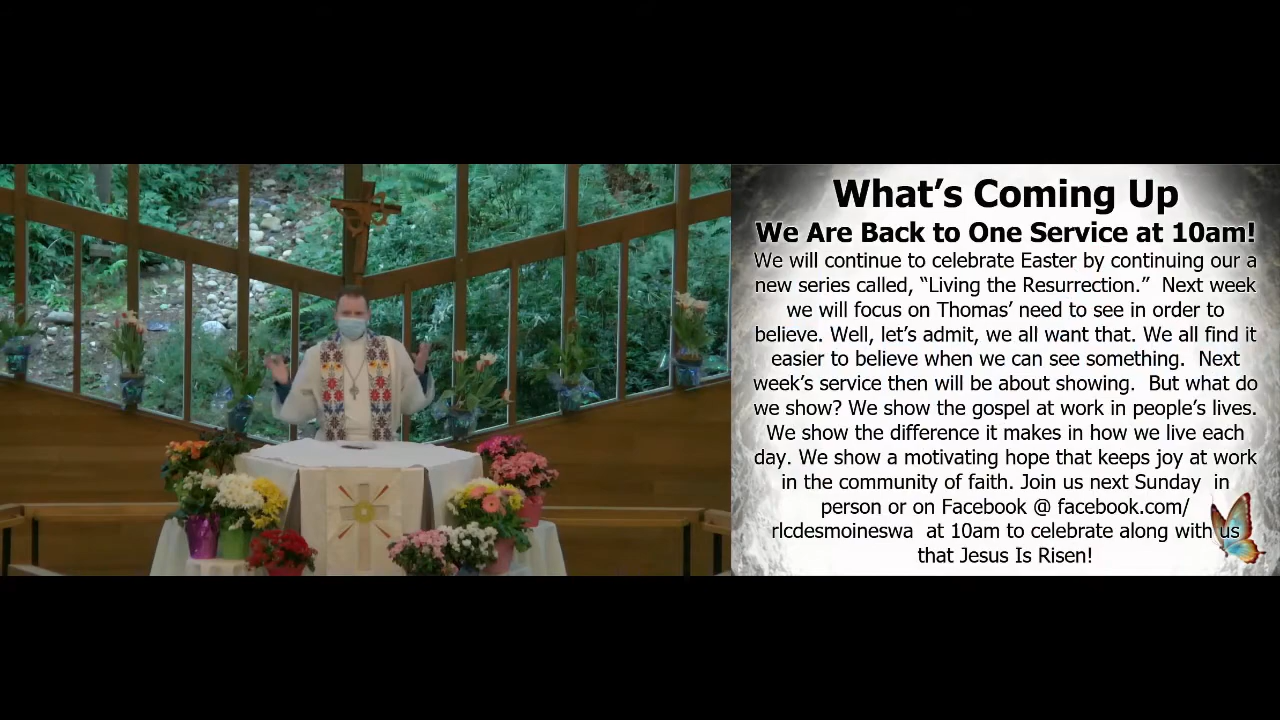 What’s Coming Up
We Are Back to One Service at 10am!
We will continue to celebrate Easter by continuing our a
new series called, “Living the Resurrection.”  Next week
we will focus on Thomas’ need to see in order to
believe. Well, let’s admit, we all want that. We all find it
easier to believe when we can see something.  Next
week’s service then will be about showing.  But what do
we show? We show the gospel at work in people’s lives.
We show the difference it makes in how we live each
day. We show a motivating hope that keeps joy at work
in the community of faith. Join us next Sunday  in
person or on Facebook @ facebook.com/
rlcdesmoineswa  at 10am to celebrate along with us
that Jesus Is Risen!